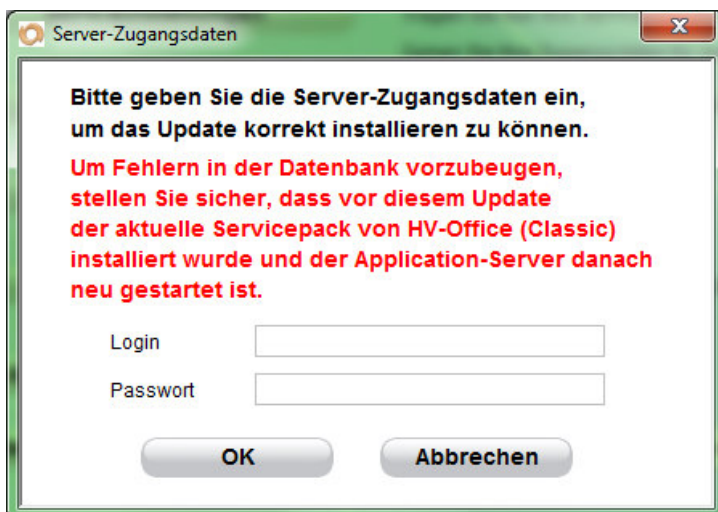 Server-Zugangsdaten
Bitte geben Sie die Server-Zugangsdaten ein,
um das Update korrekt installieren zu können.
Um Fehlern in der Datenbank vorzubeugen,
stellen Sie sicher, dass vor diesem Update
der aktuelle Servicepack von HV-Office (Classic)
installiert wurde und der Application-Server danach
neu gestartet ist.
Login
Passwort
OK Abbrechen